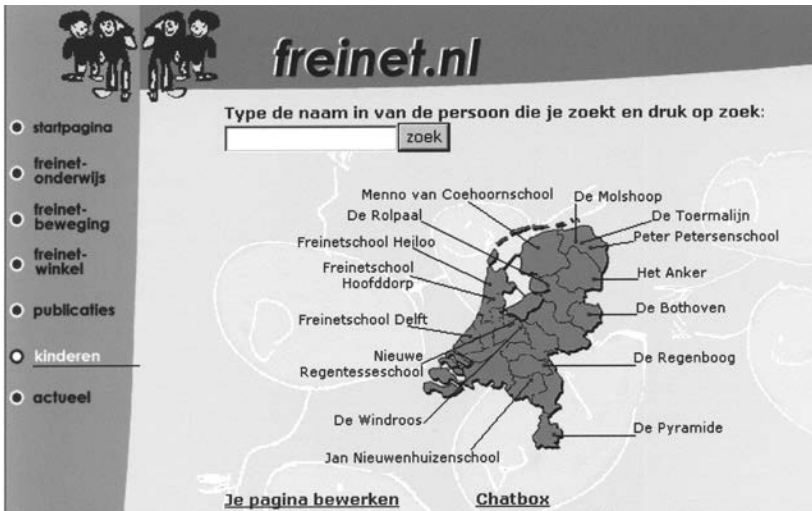 freinet.nl
Type de naam in van de persoon die je zoekt en druk op zoek:
zoek
startpagina
freinet-
onderwijs
freinet-
beweging
freinet-
winkel
publicaties
kinderen
actueel
Menno van Coehoornschool
De Molshoop
De Rolpaal
De Toermalijn
Freinetschool Heiloo
Peter Petersenschool
Freinetschool
Hoofddorp
Het Anker
Freinetschool Delft
De Bothoven
Nieuwe
Regentesseschool
De Regenboog
De Windroos
De Pyramide
Jan Nieuwenhuizenschool
Je pagina bewerken
Chatbox